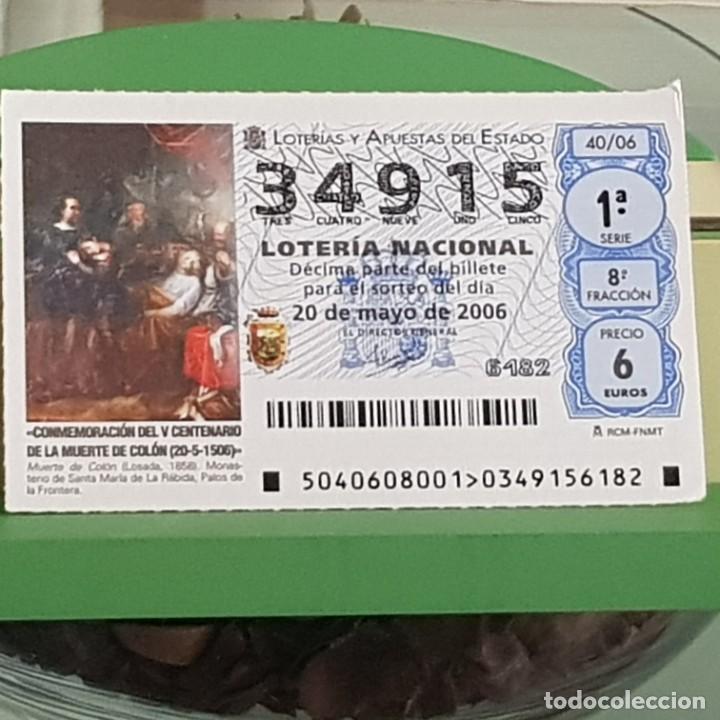 LOTERÍAS Y APUESTAS DEL ESTADO
34915
TRES CUATRO NUEVE UNO CINCO
LOTERÍA NACIONAL
Décima parte del billete
para el sorteo del día
20 de mayo de 2006
EL DIRECTOR GENERAL
6182
40/06
1ª
SERIE
8ª
FRACCIÓN
PRECIO
6
EUROS
RCM-FNMT
«CONMEMORACIÓN DEL V CENTENARIO
DE LA MUERTE DE COLÓN (20-5-1506)»
Muerte de Colón (Losada, 1858). Monas-
terio de Santa María de La Rábida, Palos de
la Frontera.
5040608001>0349156182
todocoleccion